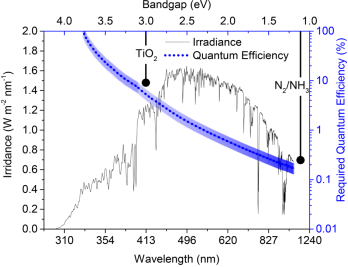 Bandgap (eV)
4.0 3.5 3.0 2.5 2.0 1.5 1.0
2.0 100
TiO2 Irradiance
Quantum Efficiency
1.8
1.6
1.4 10
N2/NH3
1.2
1.0 1
0.8
0.6
0.4 0.1
0.2
0.0 0.01
Irridance (W m-2 nm-1)
Required Quantum Efficiency (%)
310 354 413 496 620 827 1240
Wavelength (nm)